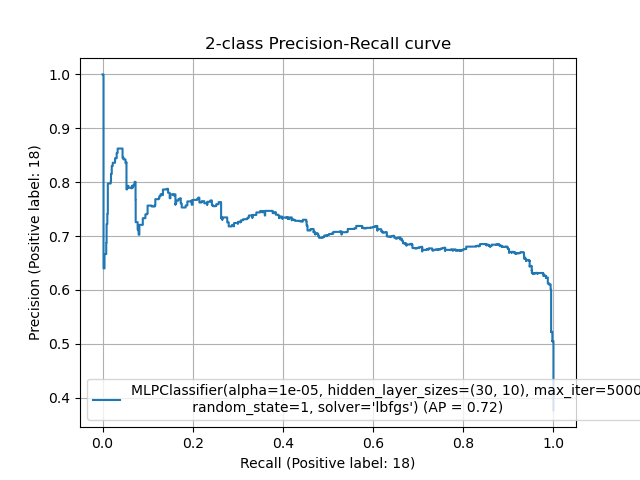 2-class Precision-Recall curve
1.0
0.9
0.8
0.7
0.6
0.5
0.4
Precision (Positive label: 18)
MLPClassifier(alpha=1e-05, hidden_layer_sizes=(30, 10), max_iter=5000
random_state=1, solver='lbfgs') (AP = 0.72)
0.0 0.2 0.4 0.6 0.8 1.0
Recall (Positive label: 18)